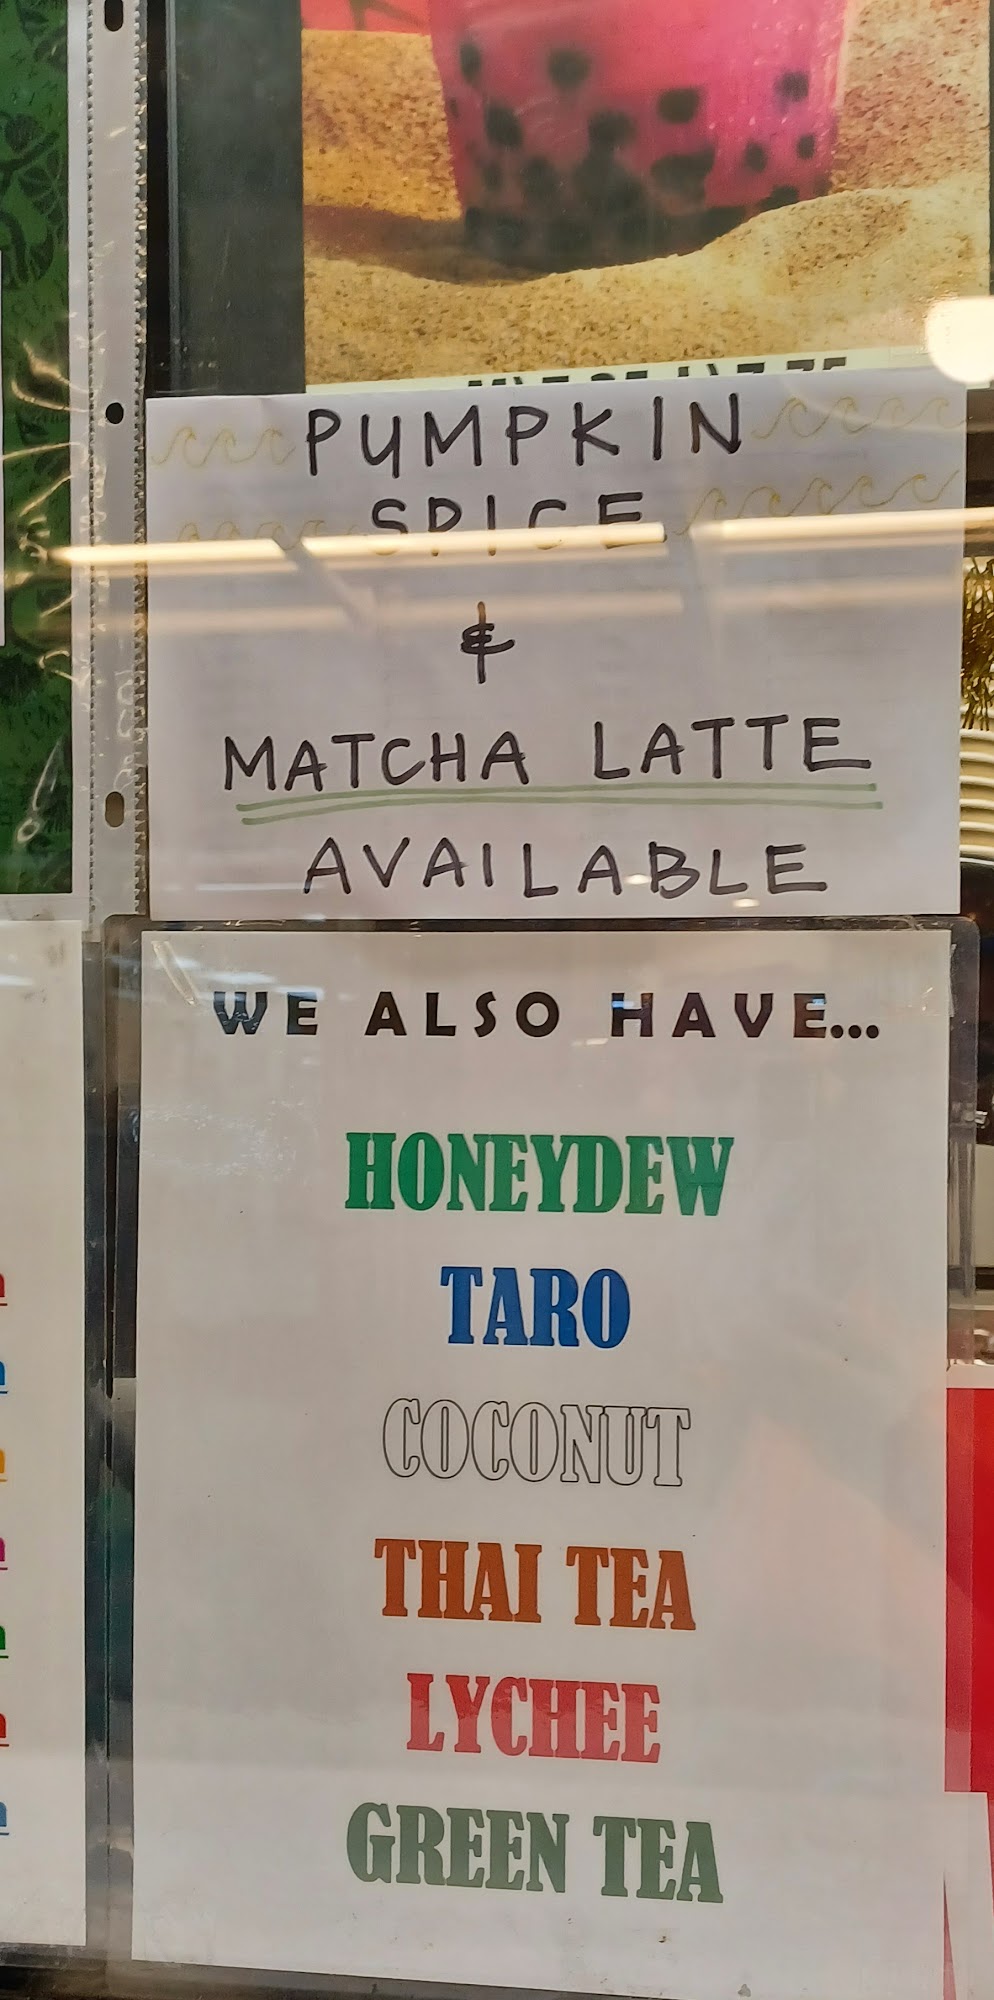 PUMPKIN
SPICE
&
MATCHA LATTE
AVAILABLE
WE ALSO HAVE...
HONEYDEW
TARO
COCONUT
THAI TEA
LYCHEE
GREEN TEA